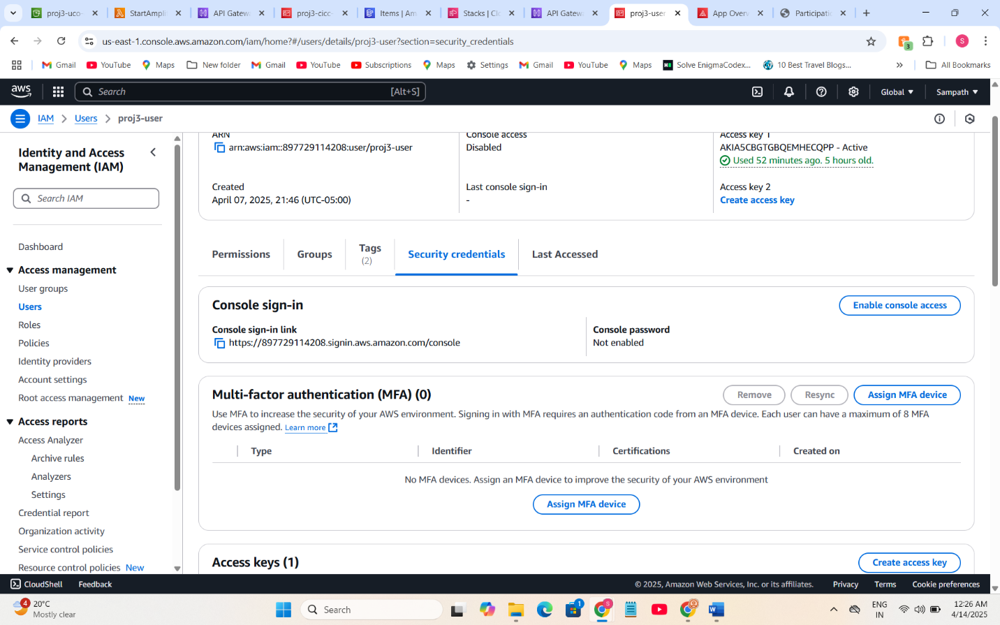 proj3-uco-
StartAmpli
API Gatew
proj3-cicc-
Items | Am
Stacks | Clo
API Gatew
proj3-user
App Over
Participatio
us-east-1.console.aws.amazon.com/iam/home?#/users/details/proj3-user?section=security_credentials
3
S
Gmail
YouTube
Maps
New folder
Gmail
YouTube
Subscriptions
Maps
Settings
Gmail
YouTube
Maps
Solve EnigmaCodex...
10 Best Travel Blogs...
»
All Bookmarks
aws
Search
[Alt+S]
Global
Sampath
IAM
Users
proj3-user
Identity and Access
Management (IAM)
Search IAM
Dashboard
Access management
User groups
Users
Roles
Policies
Identity providers
Account settings
Root access management New
Access reports
Access Analyzer
Archive rules
Analyzers
Settings
Credential report
Organization activity
Service control policies
Resource control policies New
ARN
arn:aws:iam::897729114208:user/proj3-user
Console access
Disabled
Access key 1
AKIA5CBGTGBQEMHECQPP - Active
Used 52 minutes ago. 5 hours old.
Created
April 07, 2025, 21:46 (UTC-05:00)
Last console sign-in
-
Access key 2
Create access key
Permissions
Groups
Tags
(2)
Security credentials
Last Accessed
Console sign-in
Enable console access
Console sign-in link
https://897729114208.signin.aws.amazon.com/console
Console password
Not enabled
Multi-factor authentication (MFA) (0)
Remove
Resync
Assign MFA device
Use MFA to increase the security of your AWS environment. Signing in with MFA requires an authentication code from an MFA device. Each user can have a maximum of 8 MFA
devices assigned. Learn more
Type
Identifier
Certifications
Created on
No MFA devices. Assign an MFA device to improve the security of your AWS environment
Assign MFA device
Access keys (1)
Create access key
CloudShell
Feedback
© 2025, Amazon Web Services, Inc. or its affiliates.
Privacy
Terms
Cookie preferences
4
20°C
Mostly clear
Search
1
S
W
ENG
IN
12:26 AM
4/14/2025